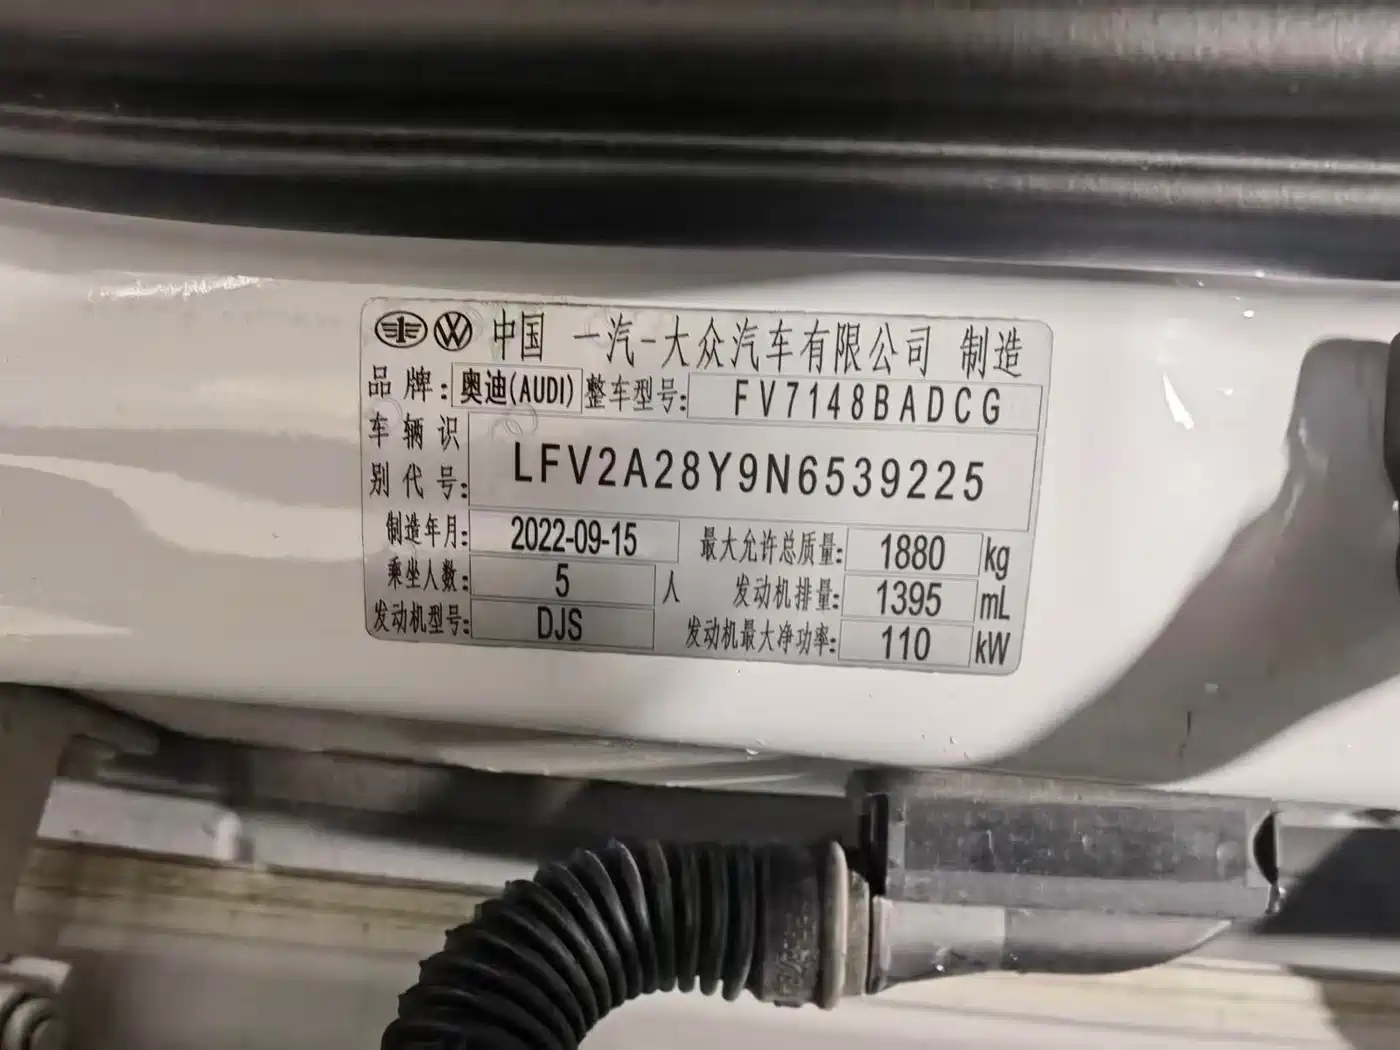 中国 一汽-大众汽车有限公司 制造
品牌: 奥迪(AUDI) 整车型号: FV7148BADCG
车辆识别代号: LFV2A28Y9N6539225
制造年月: 2022-09-15 最大允许总质量: 1880 kg
乘坐人数: 5 人 发动机排量: 1395 mL
发动机型号: DJS 发动机最大净功率: 110 kW